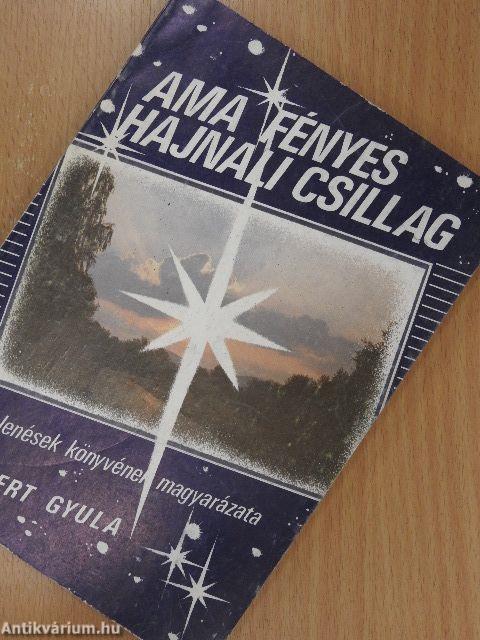 AMA FÉNYES
HAJNALI CSILLAG
lenések könyvének magyarázata
ERT GYULA
Antikvárium.hu